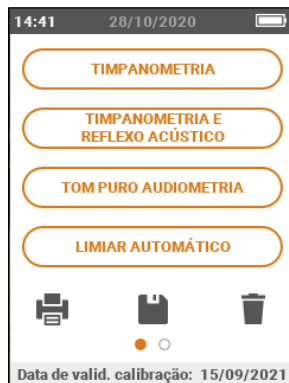 14:41 28/10/2020
TIMPANOMETRIA
TIMPANOMETRIA E
REFLEXO ACÚSTICO
TOM PURO AUDIOMETRIA
LIMIAR AUTOMÁTICO
Data de valid. calibração: 15/09/2021